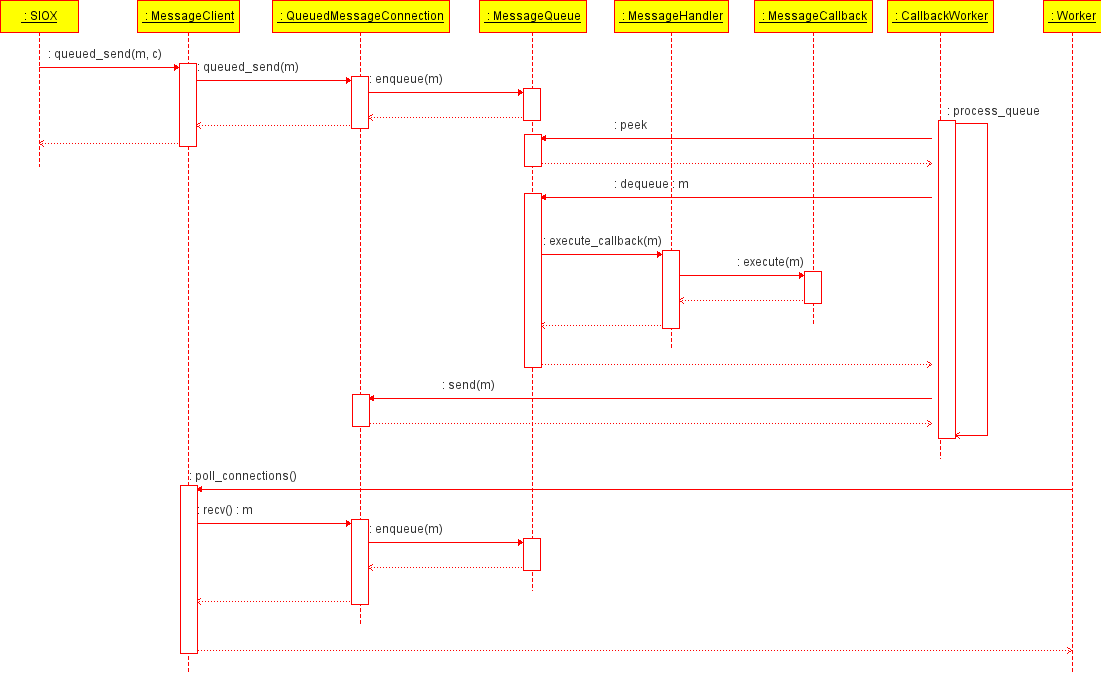 : SIOX
: MessageClient
: QueuedMessageConnection
: MessageQueue
: MessageHandler
: MessageCallback
: CallbackWorker
: Worker
: queued_send(m, c)
: queued_send(m)
: enqueue(m)
: process_queue
: peek
: dequeue : m
: execute_callback(m)
: execute(m)
: send(m)
: poll_connections()
: recv() : m
: enqueue(m)